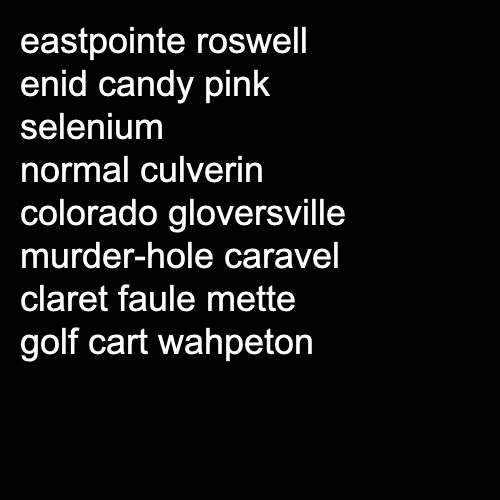 eastpointe roswell
enid candy pink
selenium
normal culverin
colorado gloversville
murder-hole caravel
claret faule mette
golf cart wahpeton